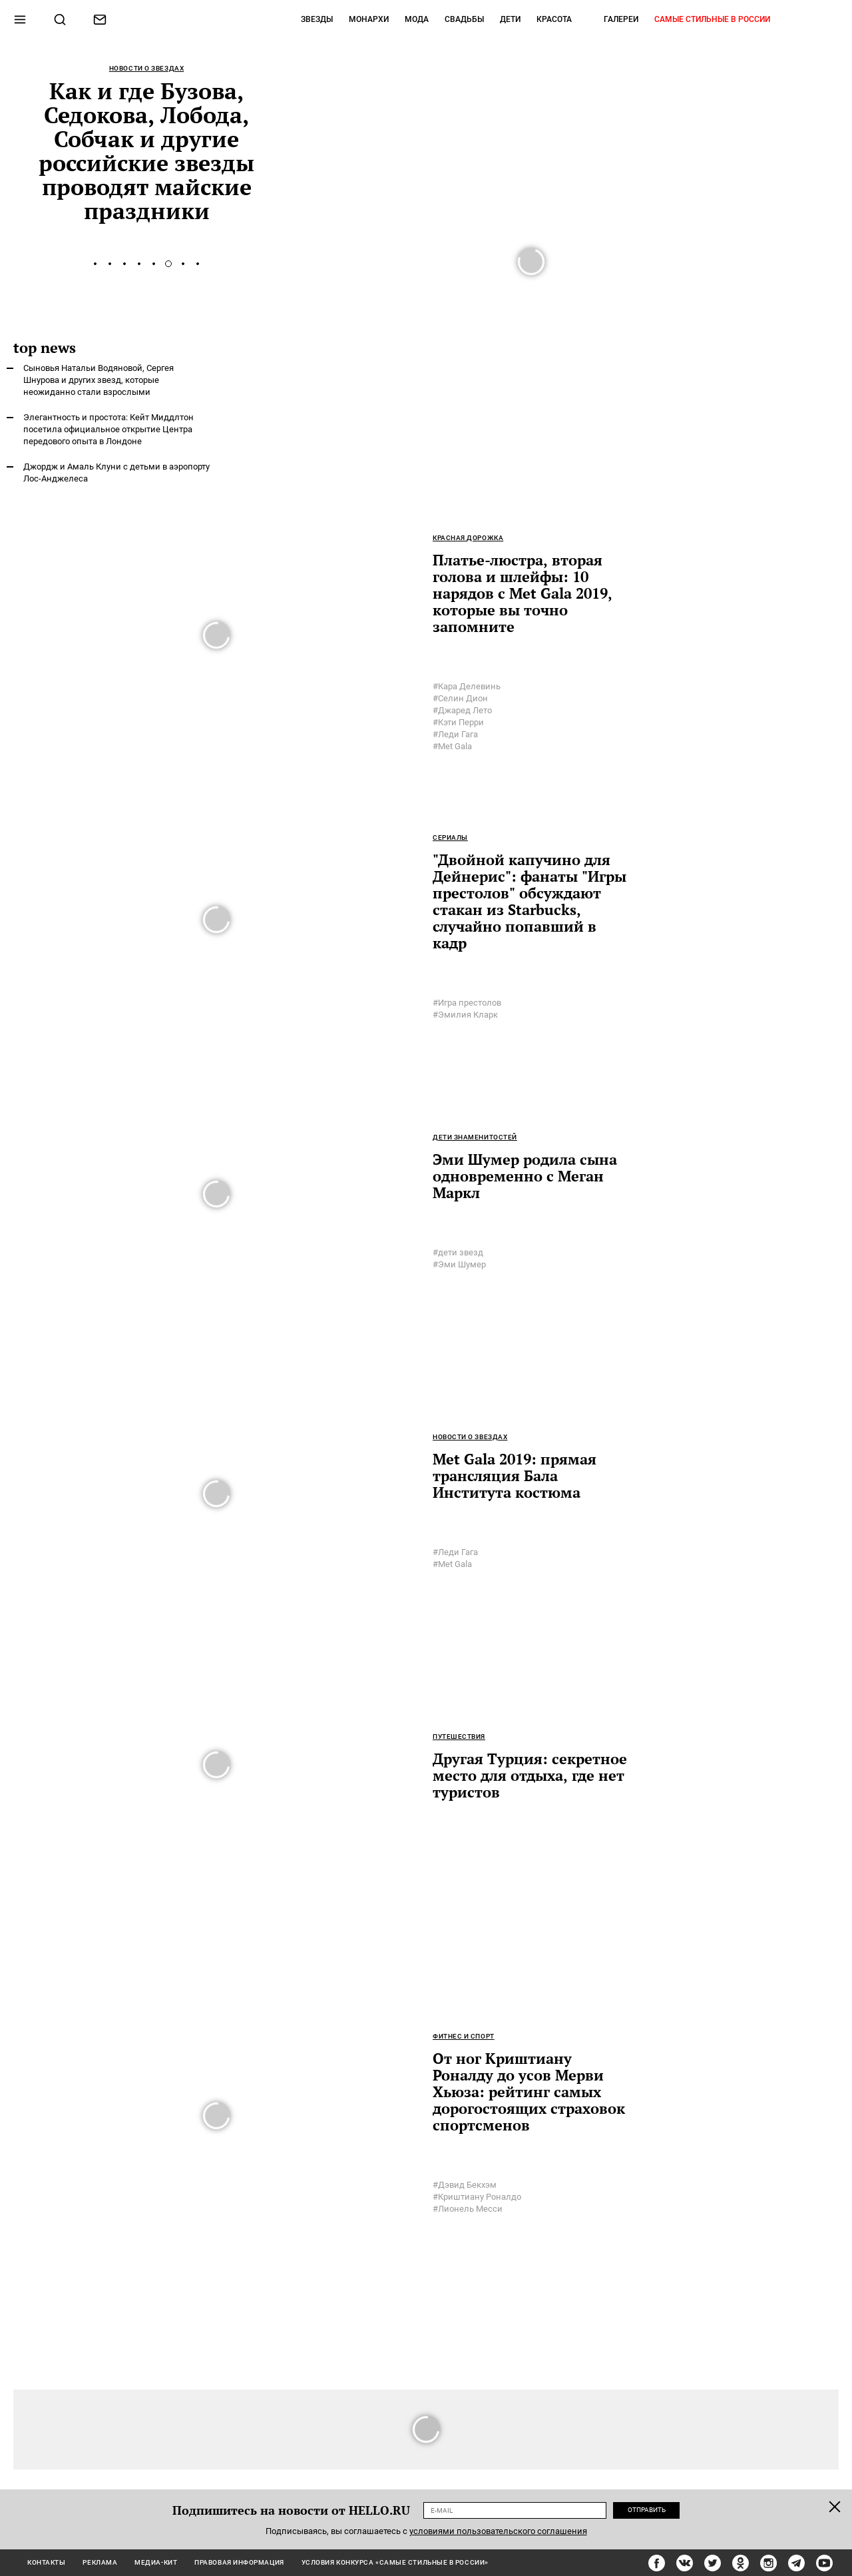 ЗВЕЗДЫ МОНАРХИ МОДА СВАДЬБЫ ДЕТИ КРАСОТА ГАЛЕРЕИ САМЫЕ СТИЛЬНЫЕ В РОССИИ
НОВОСТИ О ЗВЕЗДАХ
Как и где Бузова,
Седокова, Лобода,
Собчак и другие
российские звезды
проводят майские
праздники
top news
Сыновья Натальи Водяновой, Сергея
Шнурова и других звезд, которые
неожиданно стали взрослыми
Элегантность и простота: Кейт Миддлтон
посетила официальное открытие Центра
передового опыта в Лондоне
Джордж и Амаль Клуни с детьми в аэропорту
Лос-Анджелеса
КРАСНАЯ ДОРОЖКА
Платье-люстра, вторая
голова и шлейфы: 10
нарядов с Met Gala 2019,
которые вы точно
запомните
#Кара Делевинь
#Селин Дион
#Джаред Лето
#Кэти Перри
#Леди Гага
#Met Gala
СЕРИАЛЫ
"Двойной капучино для
Дейнерис": фанаты "Игры
престолов" обсуждают
стакан из Starbucks,
случайно попавший в
кадр
#Игра престолов
#Эмилия Кларк
ДЕТИ ЗНАМЕНИТОСТЕЙ
Эми Шумер родила сына
одновременно с Меган
Маркл
#дети звезд
#Эми Шумер
НОВОСТИ О ЗВЕЗДАХ
Met Gala 2019: прямая
трансляция Бала
Института костюма
#Леди Гага
#Met Gala
ПУТЕШЕСТВИЯ
Другая Турция: секретное
место для отдыха, где нет
туристов
ФИТНЕС И СПОРТ
От ног Криштиану
Роналду до усов Мерви
Хьюза: рейтинг самых
дорогостоящих страховок
спортсменов
#Дэвид Бекхэм
#Криштиану Роналдо
#Лионель Месси
Подпишитесь на новости от HELLO.RU
E-MAIL
ОТПРАВИТЬ
Подписываясь, вы соглашаетесь с условиями пользовательского соглашения
КОНТАКТЫ РЕКЛАМА МЕДИА-КИТ ПРАВОВАЯ ИНФОРМАЦИЯ УСЛОВИЯ КОНКУРСА «САМЫЕ СТИЛЬНЫЕ В РОССИИ»